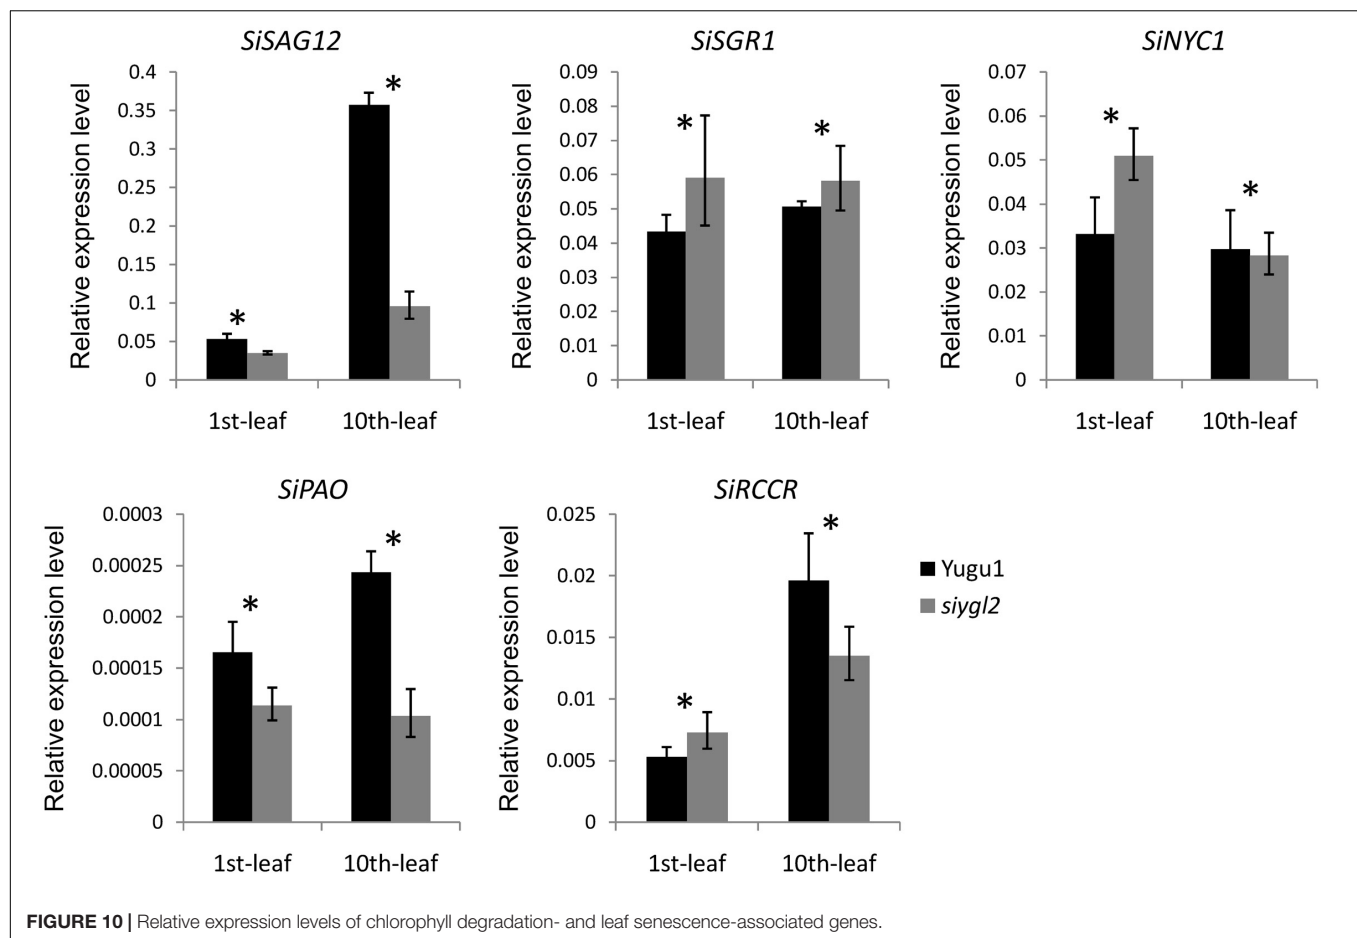 SiSAG12
Relative expression level
0.4
0.35
0.3
0.25
0.2
0.15
0.1
0.05
0
*
*
1st-leaf 10th-leaf
SiSGR1
Relative expression level
0.09
0.08
0.07
0.06
0.05
0.04
0.03
0.02
0.01
0
*
*
1st-leaf 10th-leaf
SiNYC1
Relative expression level
0.07
0.06
0.05
0.04
0.03
0.02
0.01
0
*
*
1st-leaf 10th-leaf
SiPAO
Relative expression level
0.0003
0.00025
0.0002
0.00015
0.0001
0.00005
0
*
*
1st-leaf 10th-leaf
SiRCCR
Relative expression level
0.025
0.02
0.015
0.01
0.005
0
*
*
1st-leaf 10th-leaf
Yugu1
siygl2
FIGURE 10 | Relative expression levels of chlorophyll degradation- and leaf senescence-associated genes.